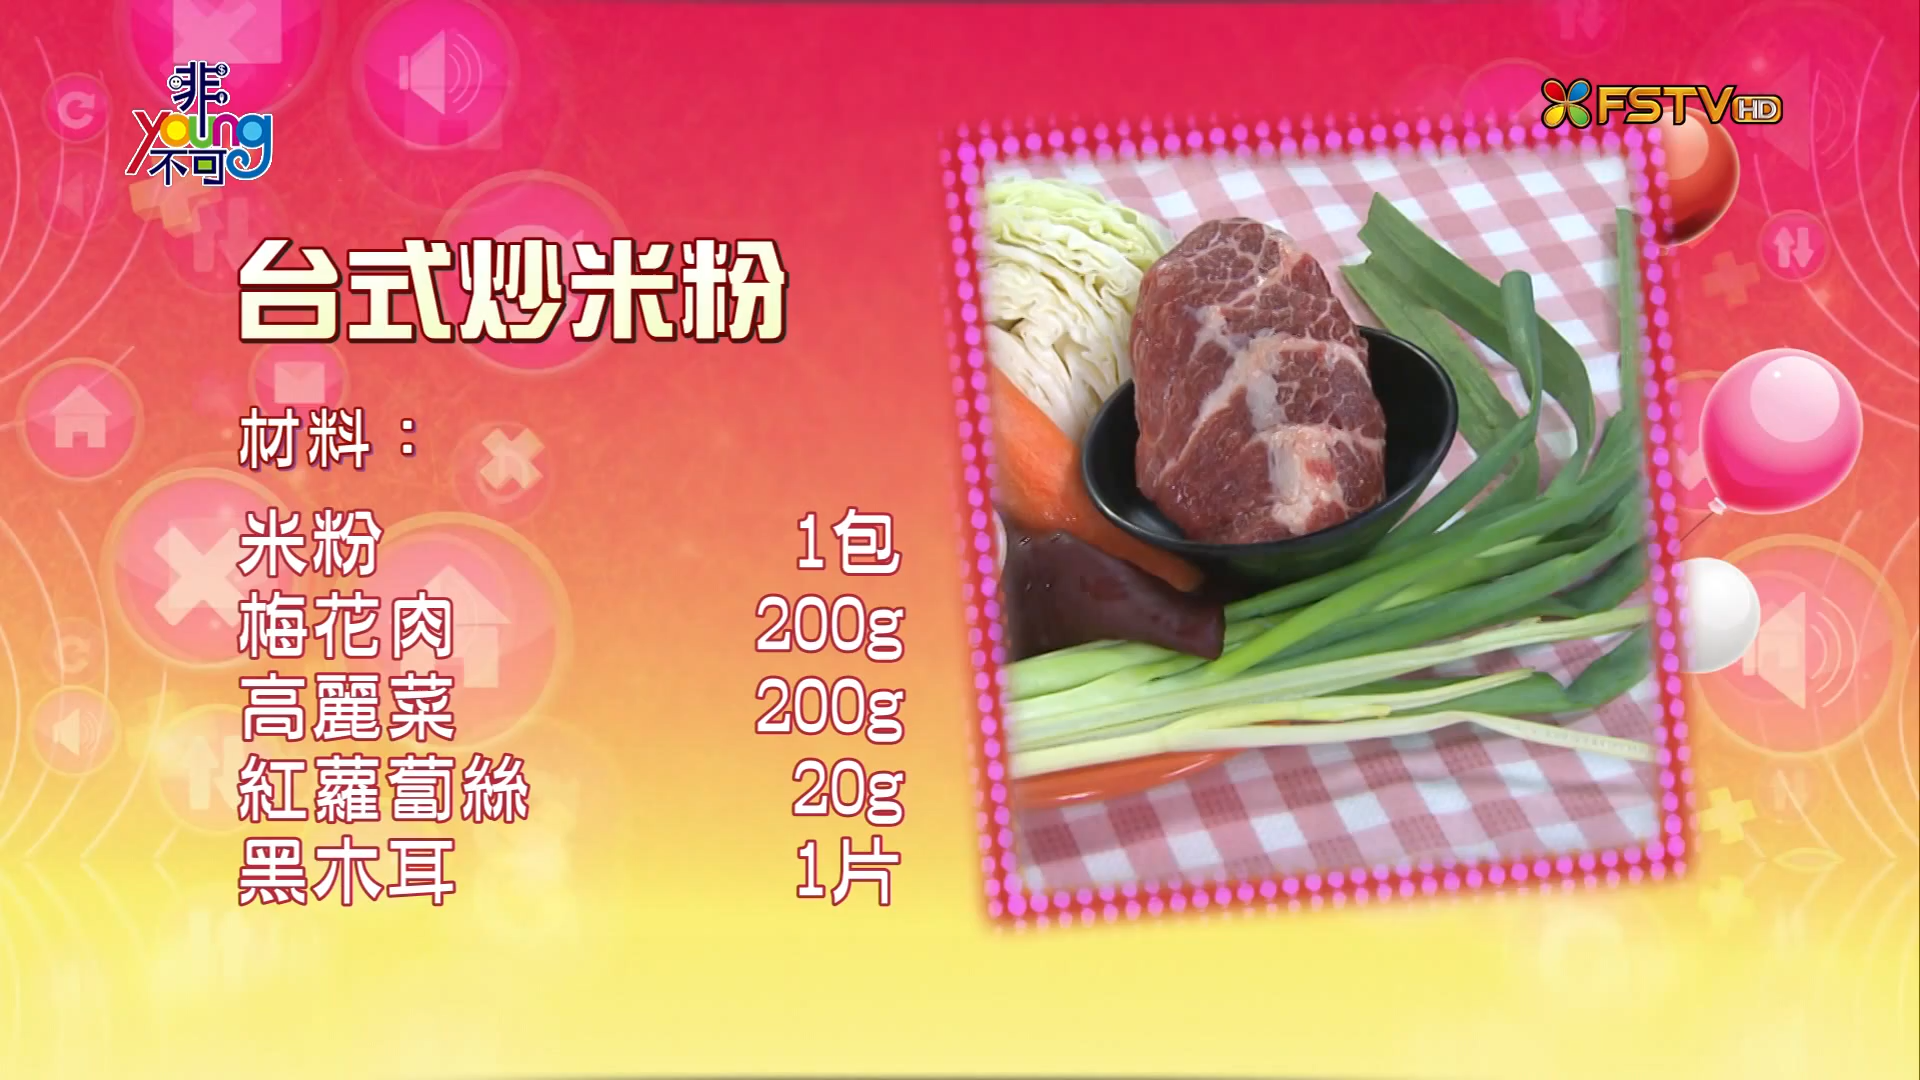 非
young
不可
FSTV HD
台式炒米粉
材料：
米粉 1包
梅花肉 200g
高麗菜 200g
紅蘿蔔絲 20g
黑木耳 1片